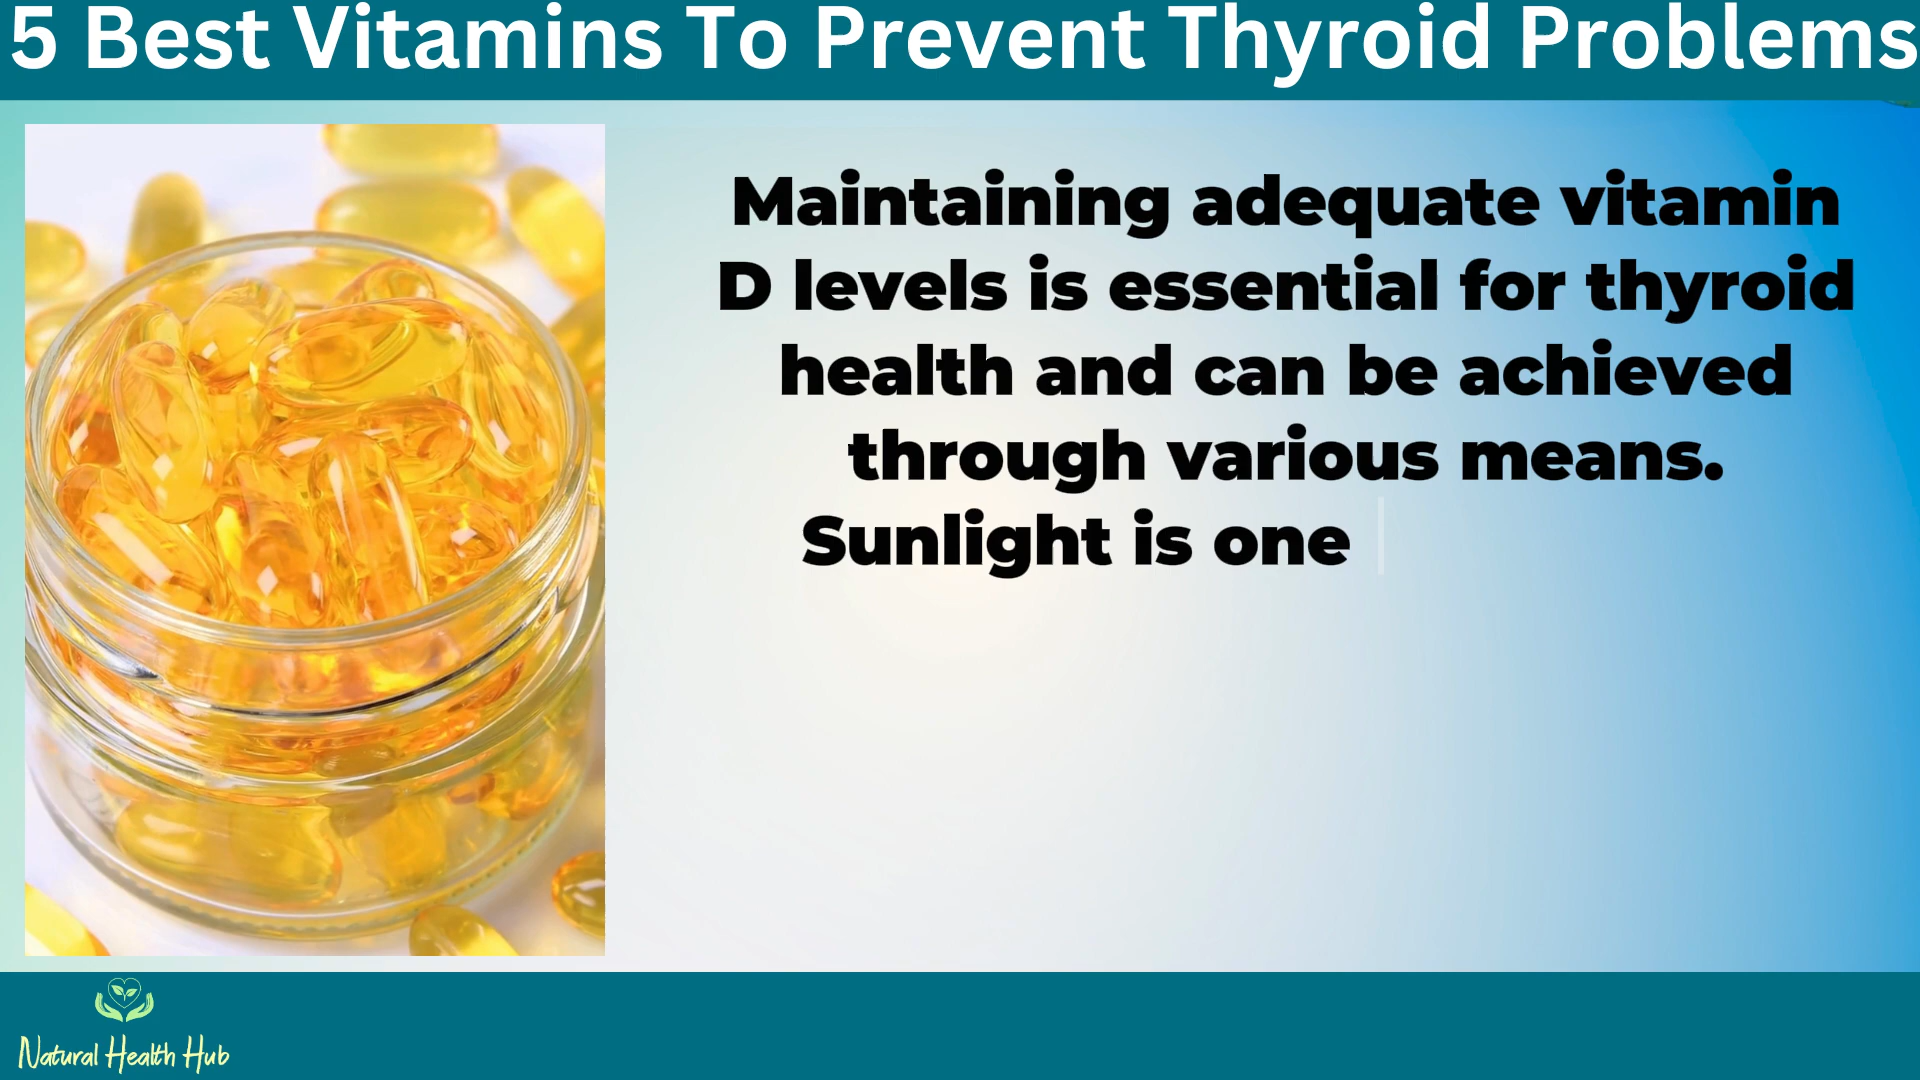 5 Best Vitamins To Prevent Thyroid Problems
Maintaining adequate vitamin
D levels is essential for thyroid
health and can be achieved
through various means.
Sunlight is one
Natural Health Hub